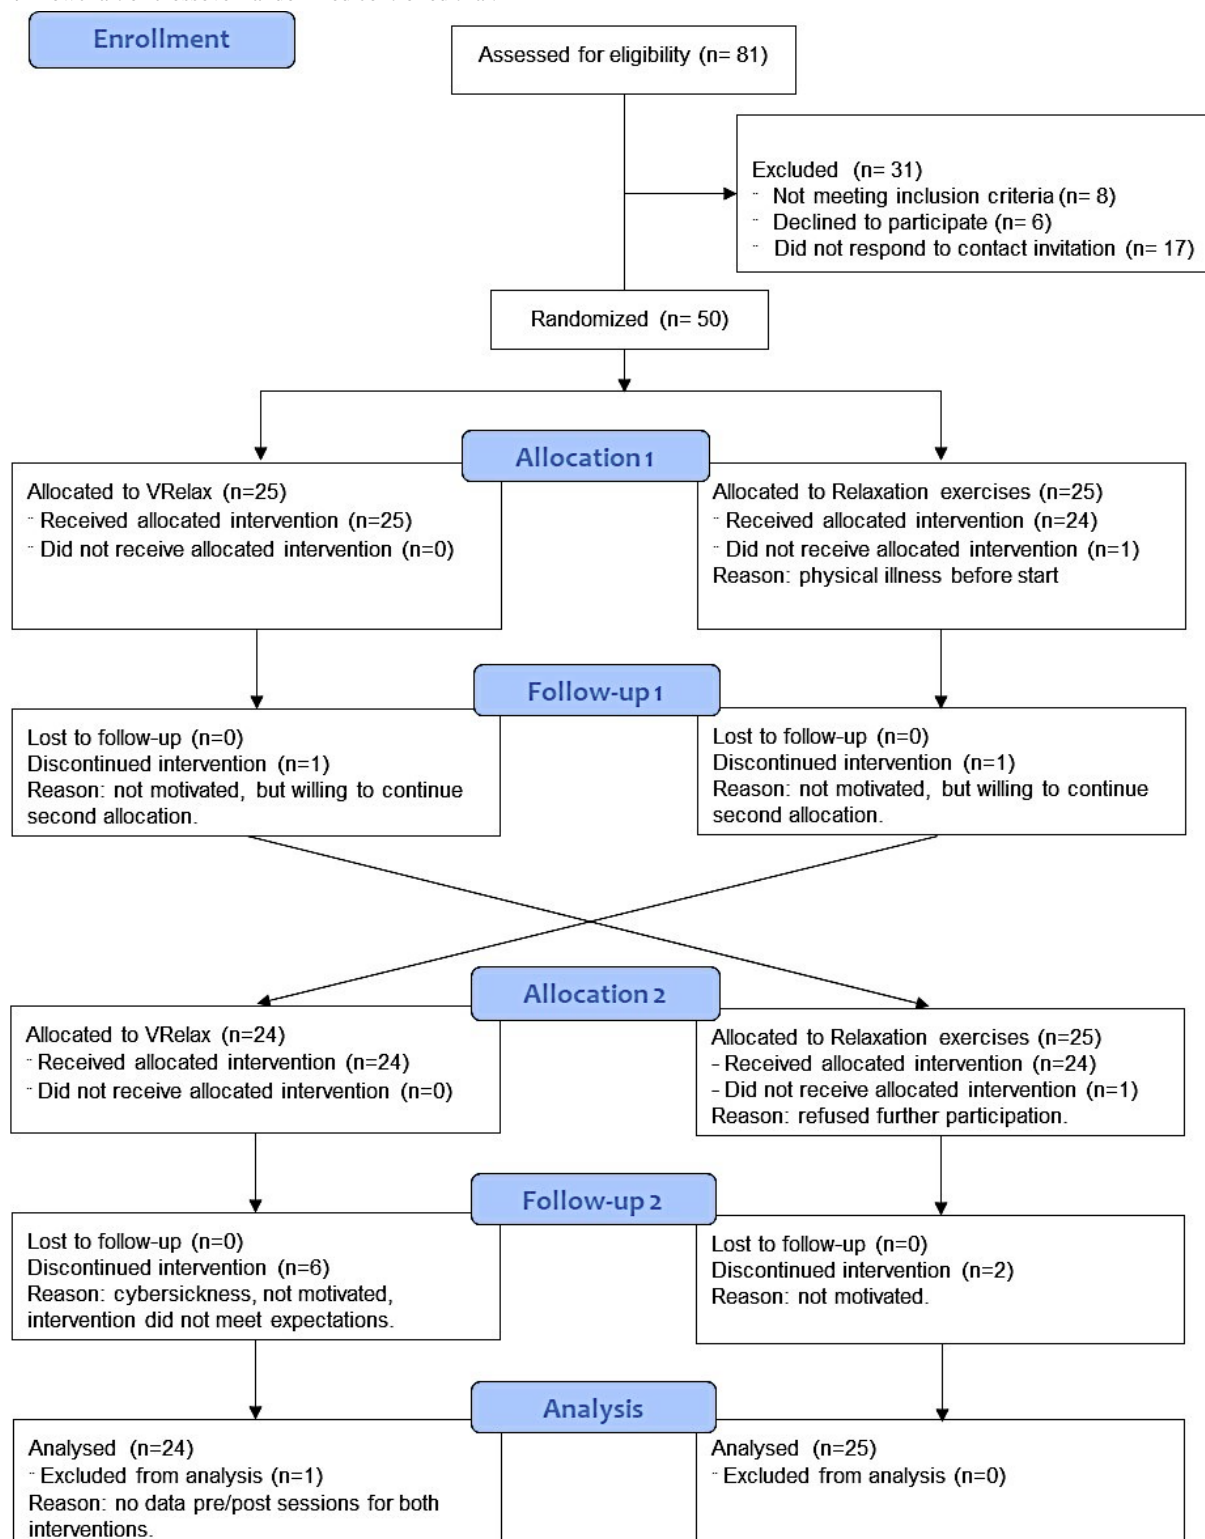 Enrollment
Assessed for eligibility (n= 81)
Excluded (n= 31)
¨ Not meeting inclusion criteria (n= 8)
¨ Declined to participate (n= 6)
¨ Did not respond to contact invitation (n= 17)
Randomized (n= 50)
Allocation 1
Allocated to VRelax (n=25)
¨ Received allocated intervention (n=25)
¨ Did not receive allocated intervention (n=0)
Allocated to Relaxation exercises (n=25)
¨ Received allocated intervention (n=24)
¨ Did not receive allocated intervention (n=1)
Reason: physical illness before start
Follow-up 1
Lost to follow-up (n=0)
Discontinued intervention (n=1)
Reason: not motivated, but willing to continue
second allocation.
Lost to follow-up (n=0)
Discontinued intervention (n=1)
Reason: not motivated, but willing to continue
second allocation.
Allocation 2
Allocated to VRelax (n=24)
¨ Received allocated intervention (n=24)
¨ Did not receive allocated intervention (n=0)
Allocated to Relaxation exercises (n=25)
- Received allocated intervention (n=24)
- Did not receive allocated intervention (n=1)
Reason: refused further participation.
Follow-up 2
Lost to follow-up (n=0)
Discontinued intervention (n=6)
Reason: cybersickness, not motivated,
intervention did not meet expectations.
Lost to follow-up (n=0)
Discontinued intervention (n=2)
Reason: not motivated.
Analysis
Analysed (n=24)
¨ Excluded from analysis (n=1)
Reason: no data pre/post sessions for both
interventions.
Analysed (n=25)
¨ Excluded from analysis (n=0)